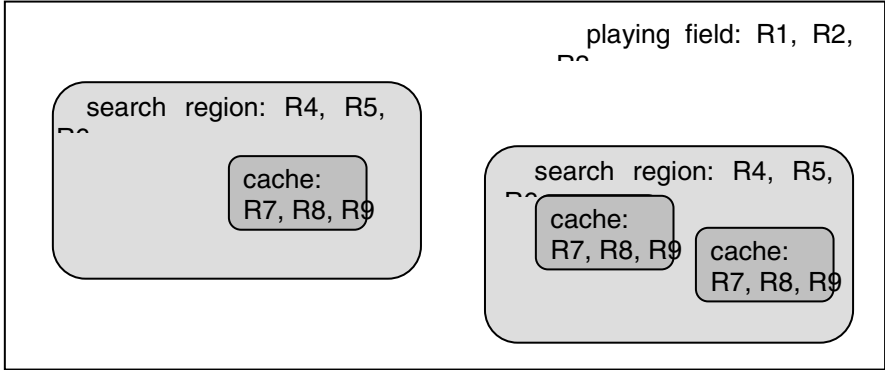 playing field: R1, R2,
search region: R4, R5,
cache:
R7, R8, R9
search region: R4, R5,
cache:
R7, R8, R9
cache:
R7, R8, R9